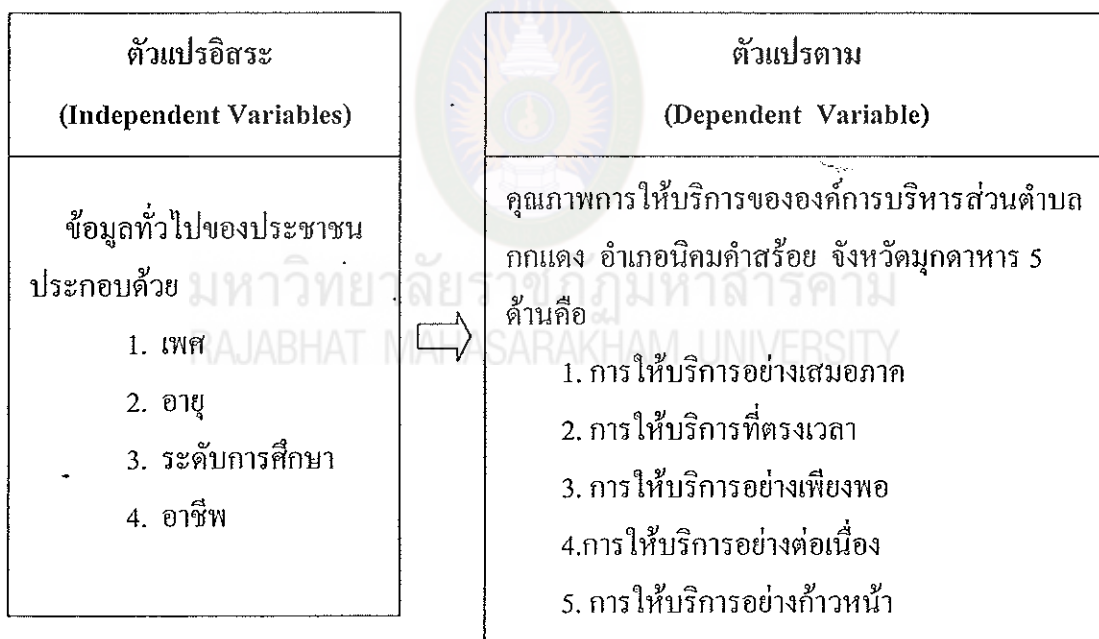 ตัวแปรอิสระ
(Independent Variables)
ข้อมูลทั่วไปของประชาชน
ประกอบด้วย
1. เพศ
2. อายุ
3. ระดับการศึกษา
4. อาชีพ
ตัวแปรตาม
(Dependent Variable)
คุณภาพการให้บริการขององค์การบริหารส่วนตำบล
กกแดง อำเภอนิคมคำสร้อย จังหวัดมุกดาหาร 5
ด้านคือ
1. การให้บริการอย่างเสมอภาค
2. การให้บริการที่ตรงเวลา
3. การให้บริการอย่างเพียงพอ
4.การให้บริการอย่างต่อเนื่อง
5. การให้บริการอย่างก้าวหน้า
มหาวิทยาลัยราชภัฏมหาสารคาม
RAJABHAT MAHASARAKHAM UNIVERSITY